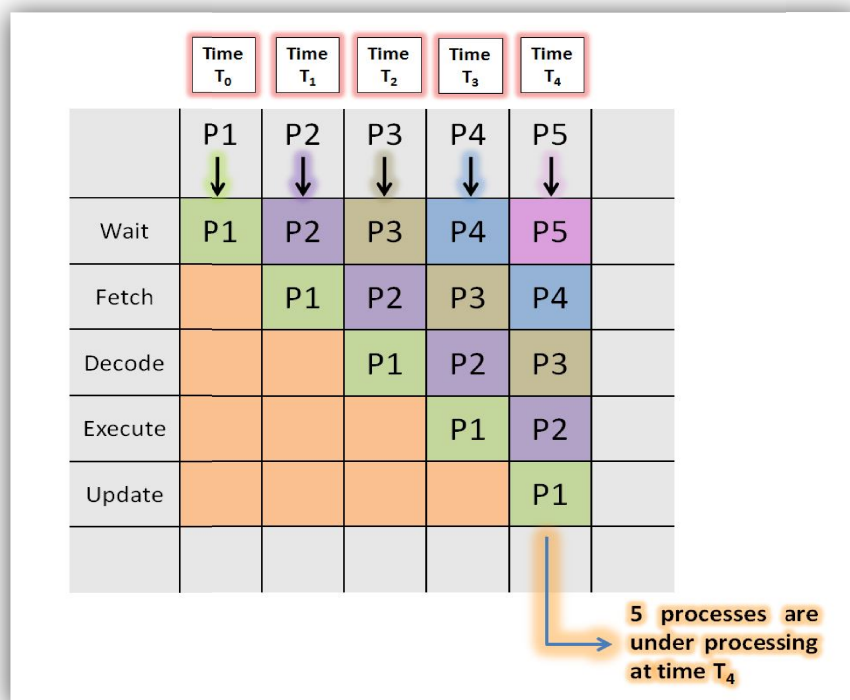 Time Time Time Time Time
T0 T1 T2 T3 T4
P1 P2 P3 P4 P5
Wait P1 P2 P3 P4 P5
Fetch P1 P2 P3 P4
Decode P1 P2 P3
Execute P1 P2
Update P1
5 processes are
under processing
at time T4